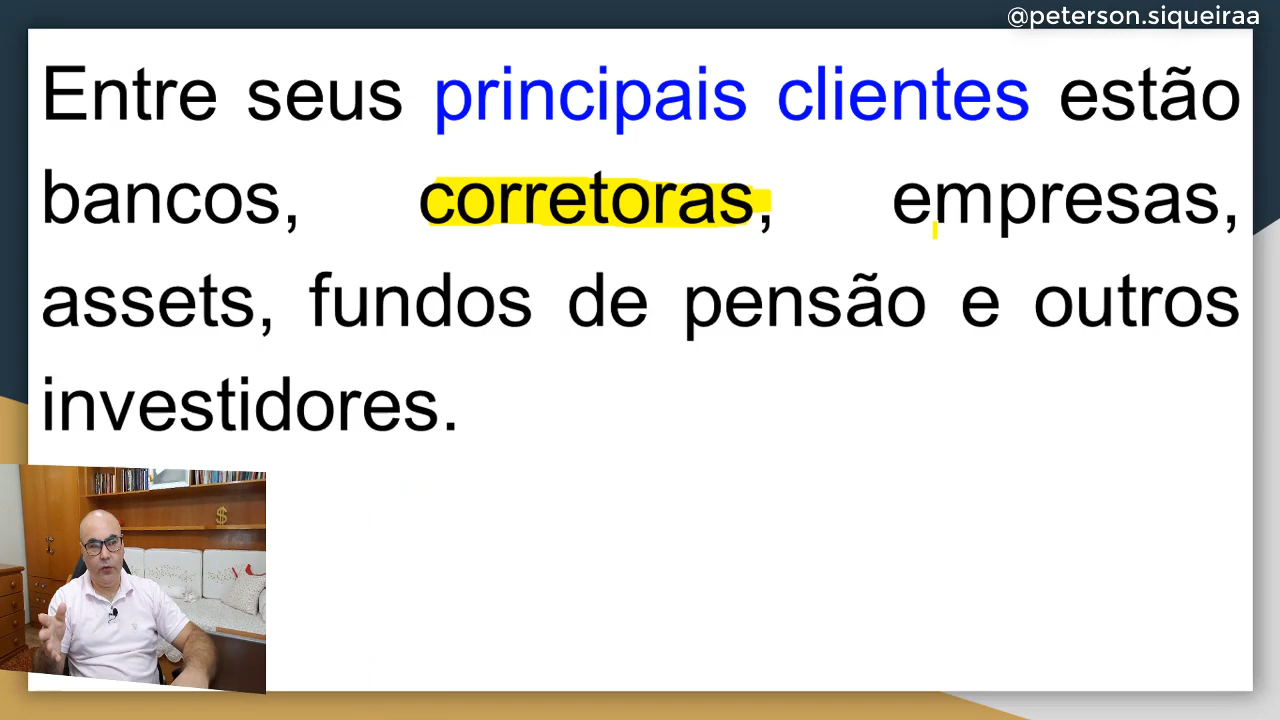 @peterson.siqueiraa
Entre seus principais clientes estão
bancos, corretoras, empresas,
assets, fundos de pensão e outros
investidores.